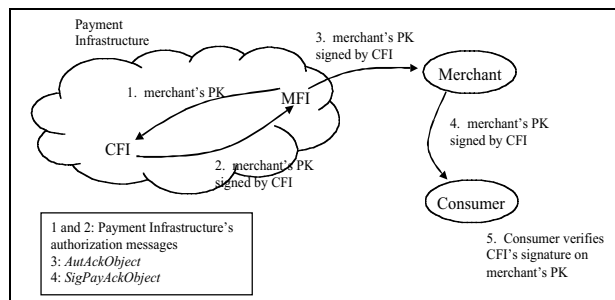 Payment
Infrastructure
3. merchant's PK
signed by CFI
Merchant
1. merchant's PK
MFI
CFI
4. merchant's PK
signed by CFI
2. merchant's PK
signed by CFI
Consumer
1 and 2: Payment Infrastructure's
authorization messages
3: AutAckObject
4: SigPayAckObject
5. Consumer verifies
CFI's signature on
merchant's PK